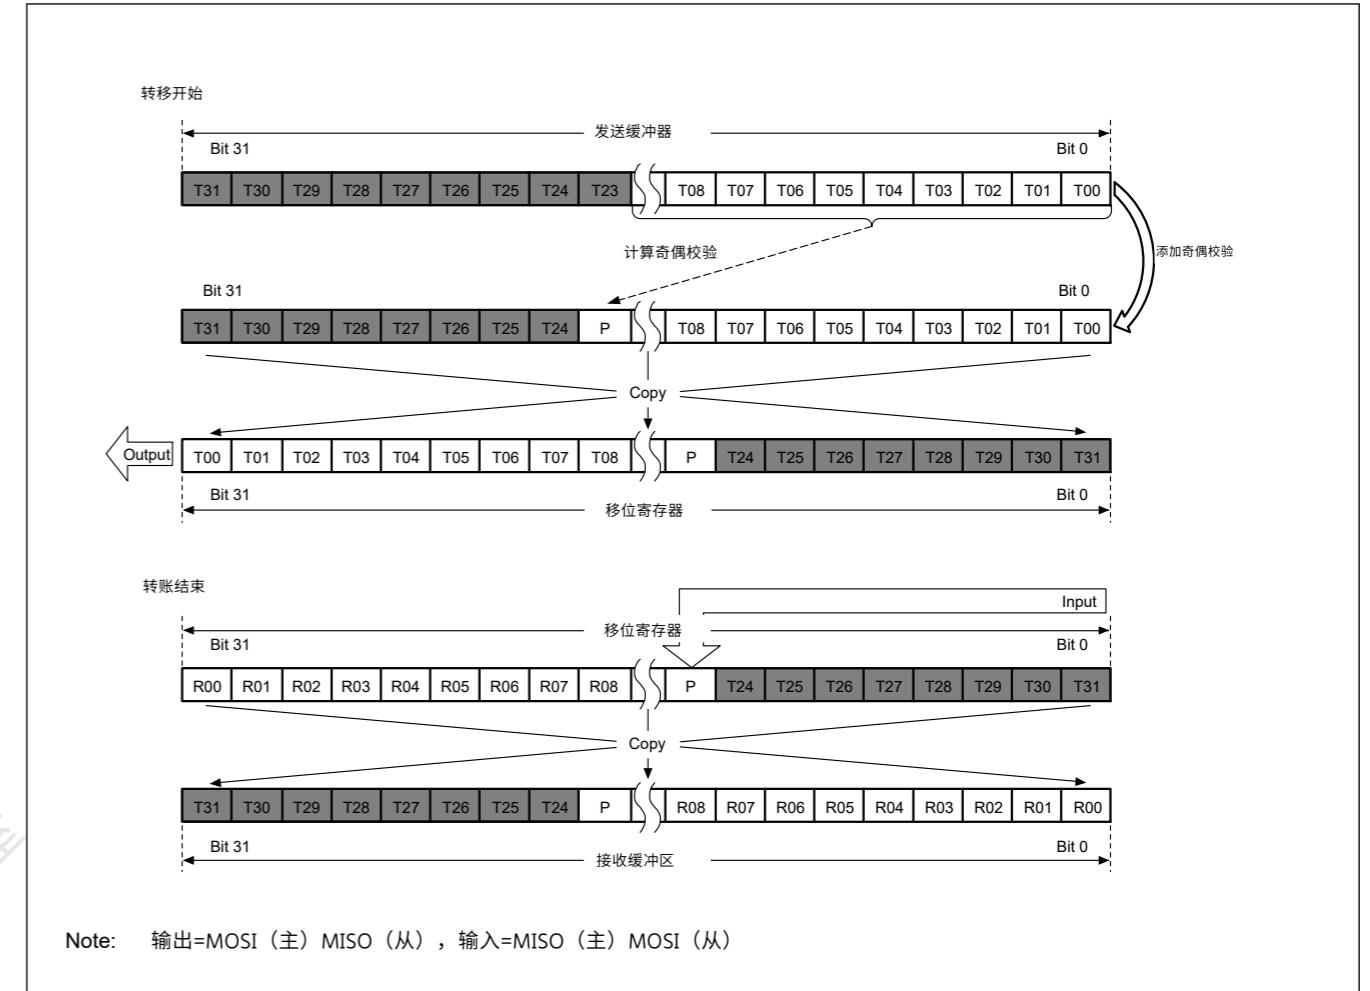 转移开始
发送缓冲器
Bit 31 Bit 0
T31 T30 T29 T28 T27 T26 T25 T24 T23 T08 T07 T06 T05 T04 T03 T02 T01 T00
计算奇偶校验
添加奇偶校验
Bit 31 Bit 0
T31 T30 T29 T28 T27 T26 T25 T24 P T08 T07 T06 T05 T04 T03 T02 T01 T00
Copy
Output T00 T01 T02 T03 T04 T05 T06 T07 T08 P T24 T25 T26 T27 T28 T29 T30 T31
Bit 31 Bit 0
移位寄存器
转账结束
Input
移位寄存器
Bit 31 Bit 0
R00 R01 R02 R03 R04 R05 R06 R07 R08 P T24 T25 T26 T27 T28 T29 T30 T31
Copy
T31 T30 T29 T28 T27 T26 T25 T24 P R08 R07 R06 R05 R04 R03 R02 R01 R00
Bit 31 Bit 0
接收缓冲区
Note: 输出=MOSI（主）MISO（从），输入=MISO（主）MOSI（从）